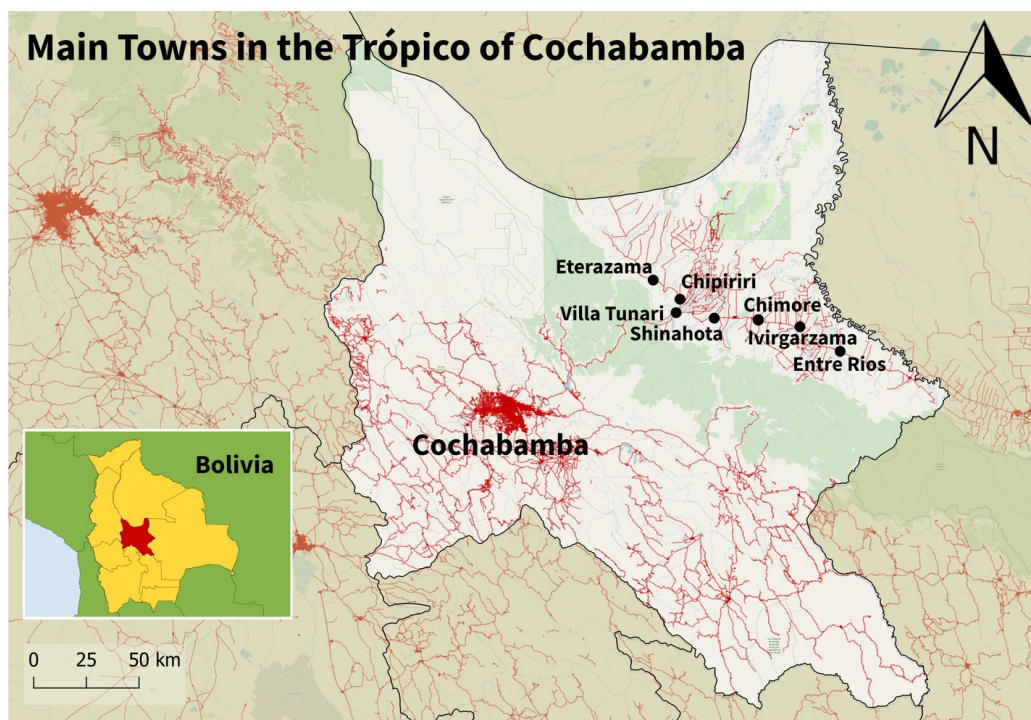 Main Towns in the Trópico of Cochabamba
N
Eterazama
Chipiriri
Villa Tunari
Chimore
Shinahota
Ivirgarzama
Entre Rios
Cochabamba
Bolivia
0 25 50 km